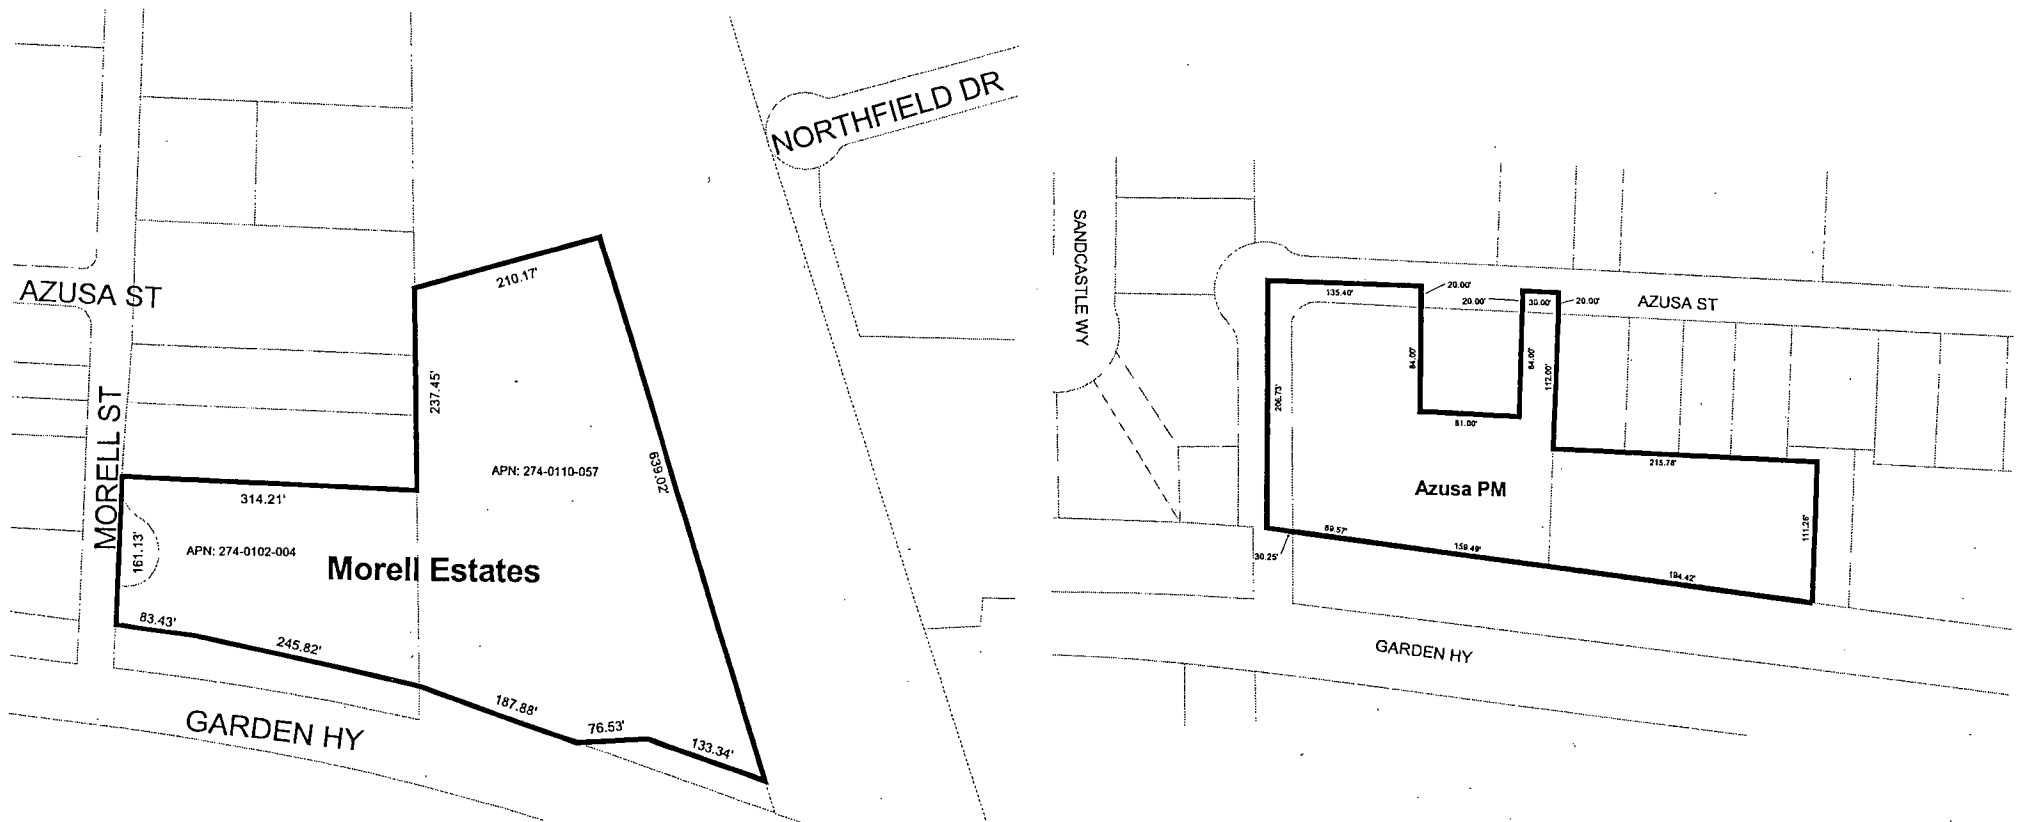 NORTHFIELD DR
210.17'
AZUSA ST
237.45'
MORELL ST
639.02'
APN: 274-0110-057
314.21'
161.13'
APN: 274-0102-004
Morell Estates
83.43'
245.82'
187.88'
76.53'
133.34'
GARDEN HY
SANDCASTLE WY
135.40'
20.00'
20.00'
30.00'
20.00'
AZUSA ST
84.00'
84.00'
112.00'
206.73'
81.00'
215.78'
Azusa PM
111.26'
89.57'
30.25'
159.49'
194.42'
GARDEN HY